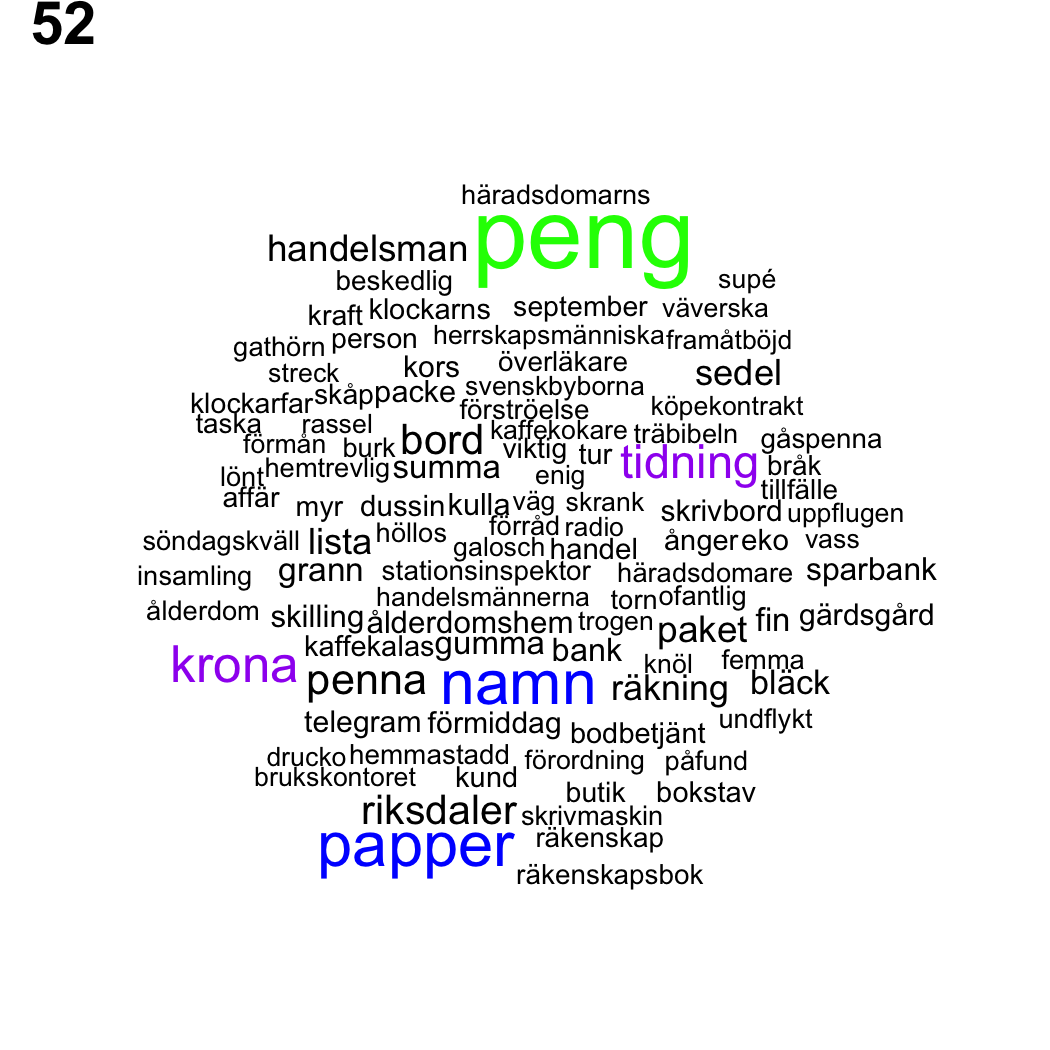 52
häradsdomarns
handelsman peng
beskedlig supé
kraft klockarns september väverska
gathörn person herrskapsmänniska framåtböjd
streck kors överläkare sedel
klockarfar skåp packe svenskbyborna förströelse köpekontrakt
taska rassel bord kaffekokare träbibeln gåspenna
förmån burk viktig tur tidning bråk
lönt hemtrevlig summa enig tillfälle
affär myr dussin kulla väg skrank skrivbord uppflugen
söndagskväll lista höllos förråd radio ånger eko vass
galosch handel
insamling grann stationsinspektor häradsdomare sparbank
handelsmännerna torn ofantlig
ålderdom skilling ålderdomshem trogen paket fin gärdsgård
krona kaffekalas gumma bank knöl femma
penna namn räkning bläck
telegram förmiddag bodbetjänt undflykt
drucko hemmastadd förordning påfund
brukskontoret kund butik bokstav
riksdaler skrivmaskin
papper räkenskap
räkenskapsbok